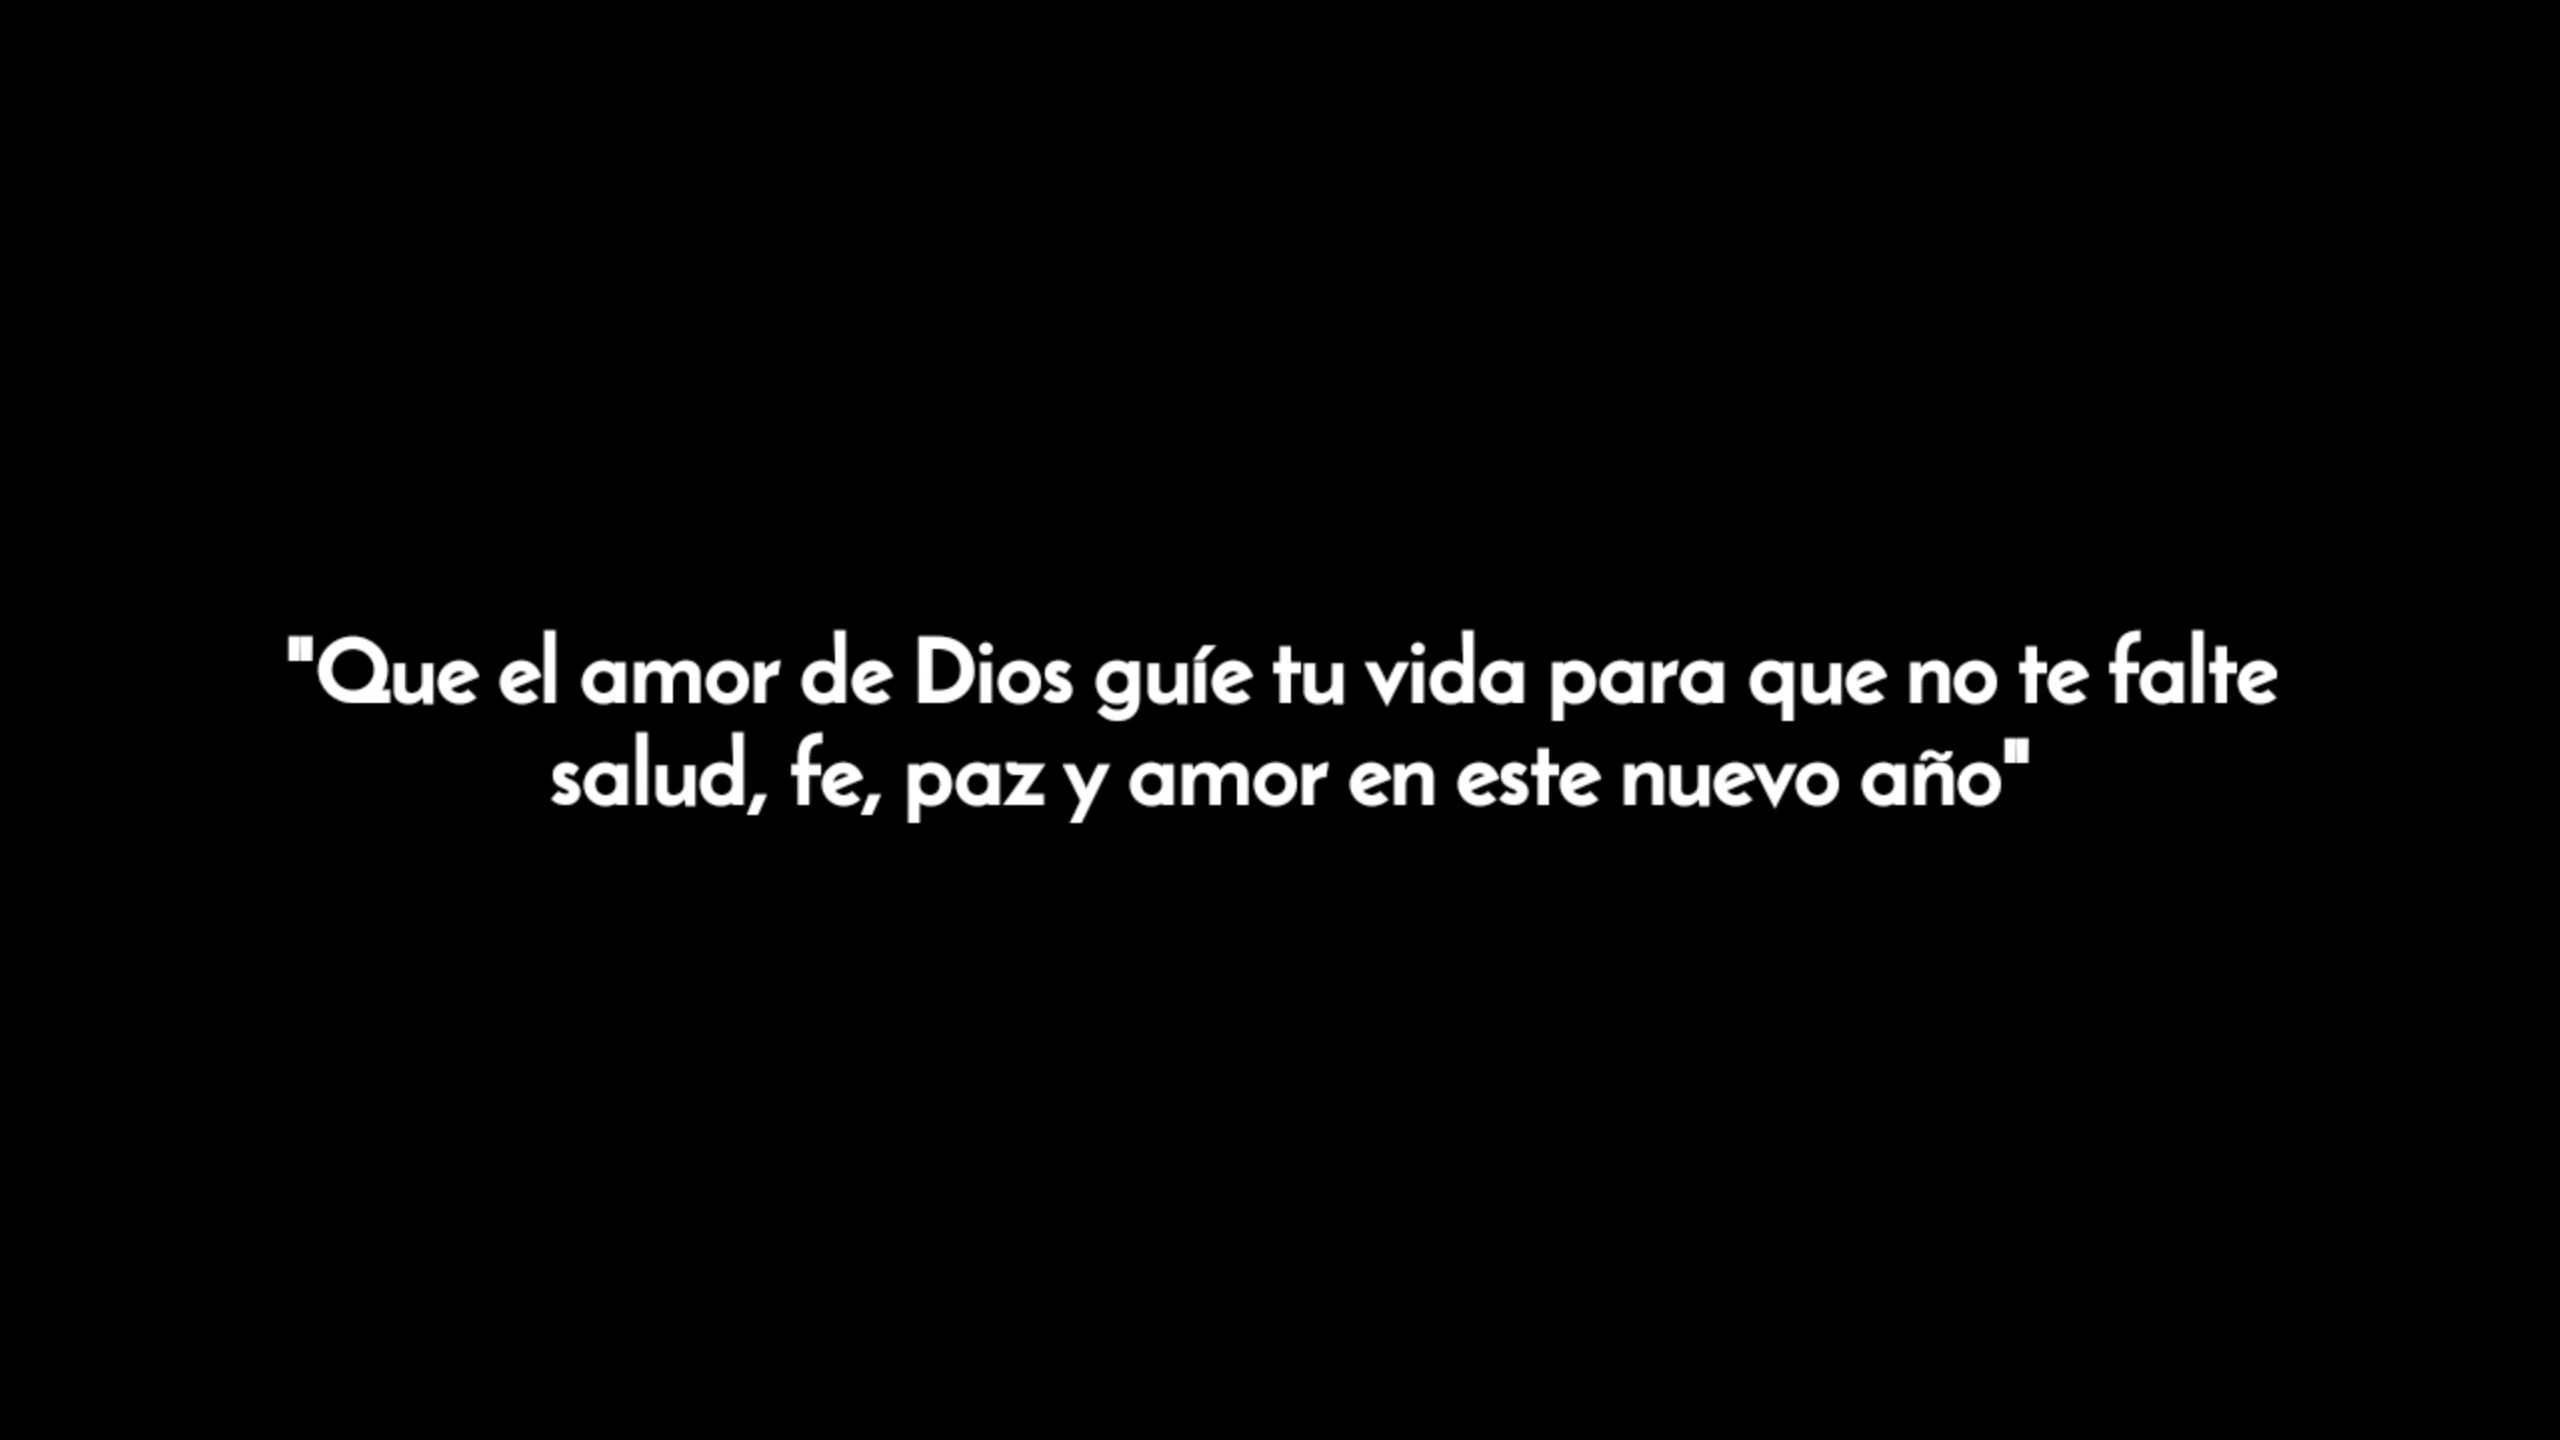 "Que el amor de Dios guíe tu vida para que no te falte
salud, fe, paz y amor en este nuevo año"